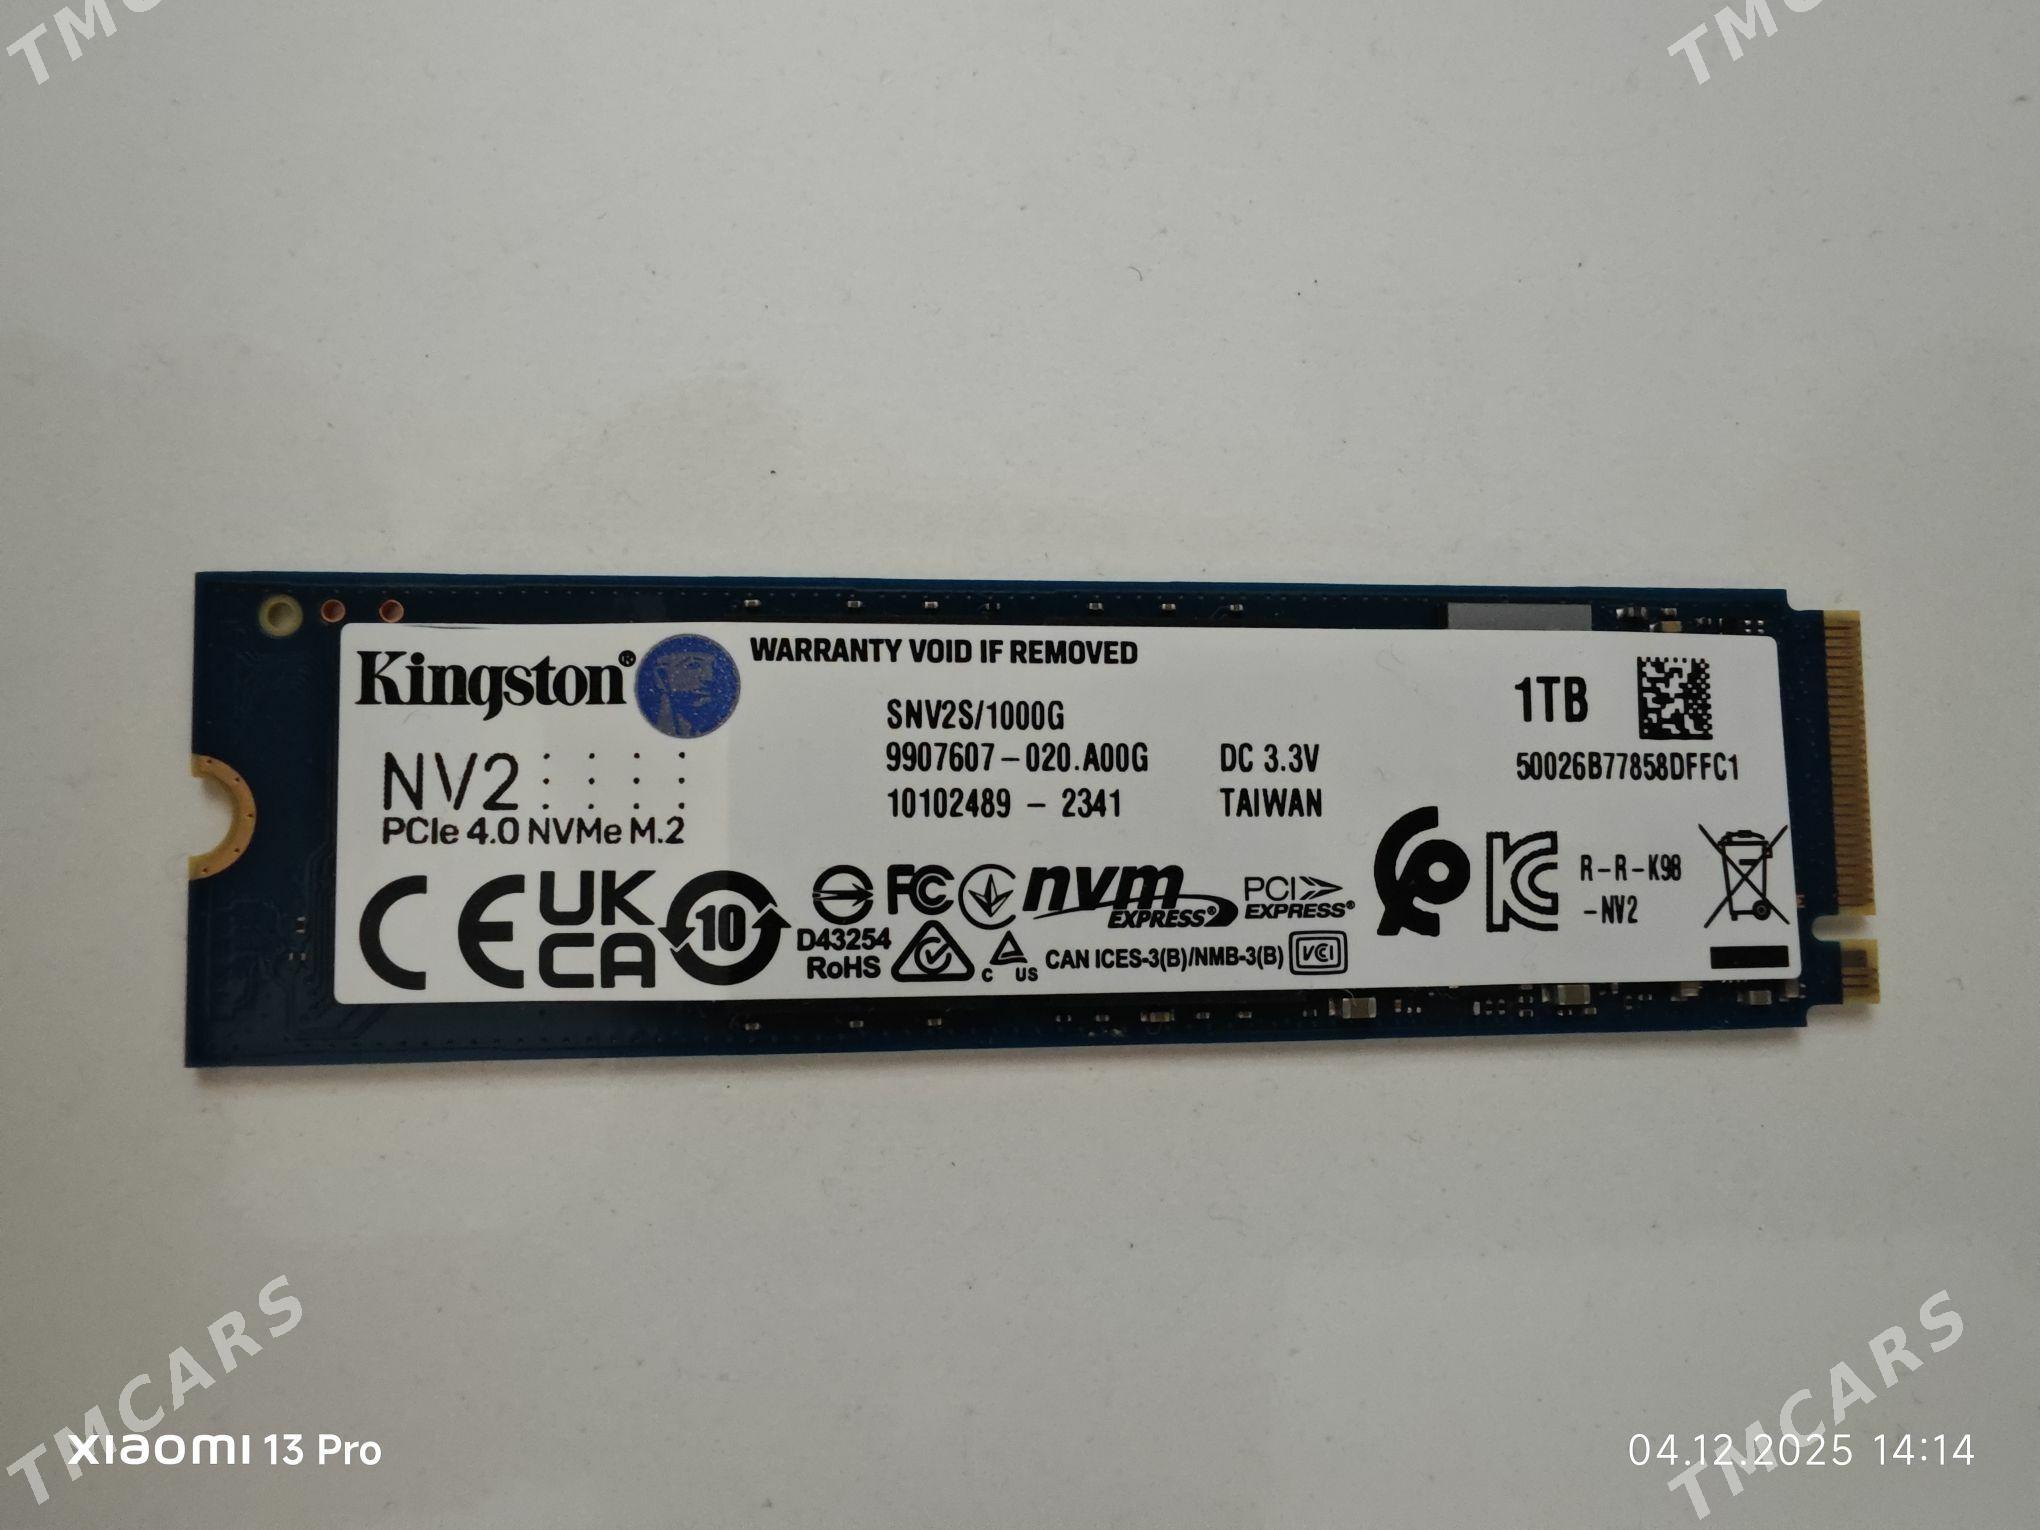 TMCARS
TMCARS
Kingston®
WARRANTY VOID IF REMOVED
SNV2S/1000G
1TB
NV2
9907607-020.A00G DC 3.3V
50026B77858DFFC1
10102489 - 2341 TAIWAN
PCIe 4.0 NVMe M.2
CE UK CA 10
FC nvm EXPRESS® PCI EXPRESS®
R-R-K98
-NV2
D43254
RoHS
C US CAN ICES-3(B)/NMB-3(B) VCI
TMCARS
TMCARS
XIAOMI 13 Pro
04.12.2025 14:14